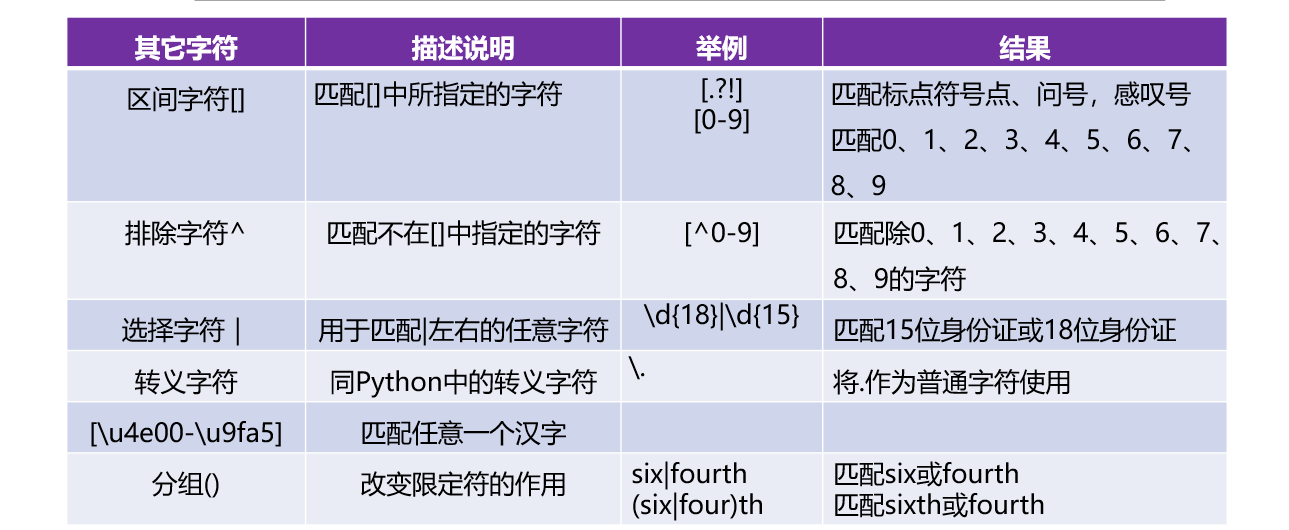 其它字符 描述说明 举例 结果
区间字符[] 匹配[]中所指定的字符 [.?!] 匹配标点符号点、问号，感叹号
[0-9] 匹配0、1、2、3、4、5、6、7、
8、9
排除字符^ 匹配不在[]中指定的字符 [^0-9] 匹配除0、1、2、3、4、5、6、7、
8、9的字符
选择字符 | 用于匹配|左右的任意字符 \d{18}|\d{15} 匹配15位身份证或18位身份证
转义字符 同Python中的转义字符 \. 将.作为普通字符使用
[\u4e00-\u9fa5] 匹配任意一个汉字
分组() 改变限定符的作用 six|fourth 匹配six或fourth
(six|four)th 匹配sixth或fourth